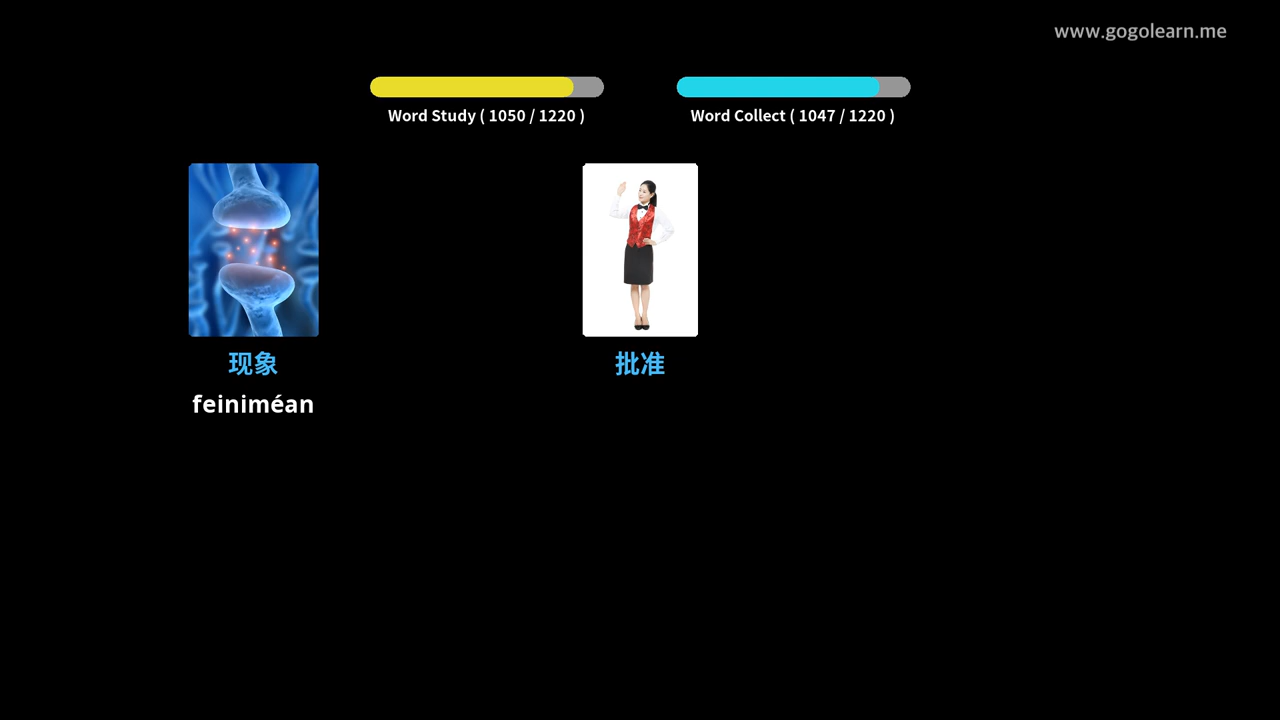 www.gogolearn.me
Word Study ( 1050 / 1220 )
Word Collect ( 1047 / 1220 )
现象
批准
feiniméan